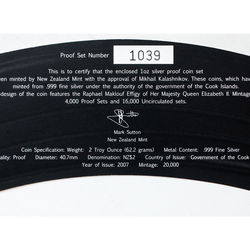 Proof Set Number 1039
This is to certify that the enclosed 1oz silver proof coin set
een minted by New Zealand Mint with the approval of Mikhail Kalashnikov. These coins, which have
minted from .999 fine silver under the authority of the government of the Cook Islands.
design of the coin features the Raphael Maklouf Effigy of Her Majesty Queen Elizabeth II. Mintage
4,000 Proof Sets and 16,000 Uncirculated sets.
Mark Sutton
New Zealand Mint
Coin Specification: Weight: 2 Troy Ounce (62.2 grams) Metal Content: .999 Fine Silver
ality: Proof Diameter: 40.7mm Denomination: NZ$2 Country of Issue: Government of the Cook
Year of Issue: 2007 Mintage: 20,000